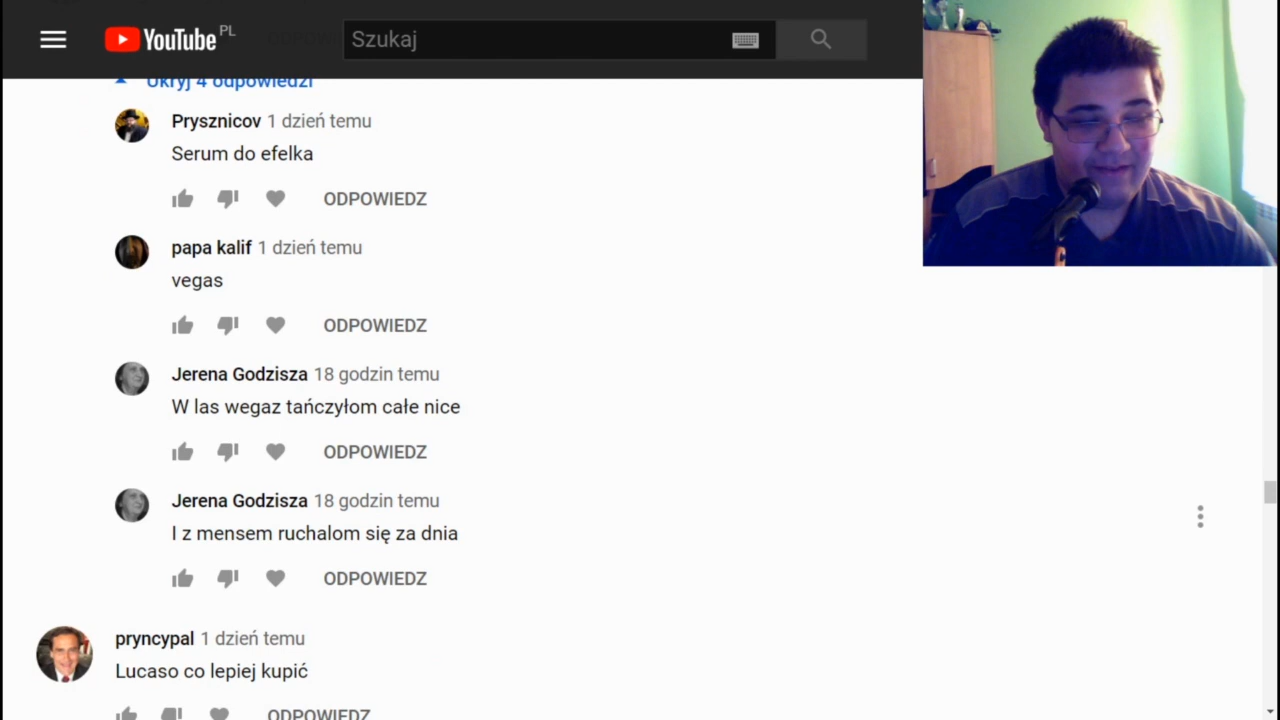 YouTube PL
Szukaj
Ukryj 4 odpowiedzi
Prysznicov 1 dzień temu
Serum do efelka
ODPOWIEDZ
papa kalif 1 dzień temu
vegas
ODPOWIEDZ
Jerena Godzisza 18 godzin temu
W las wegaz tańczyłom całe nice
ODPOWIEDZ
Jerena Godzisza 18 godzin temu
I z mensem ruchalom się za dnia
ODPOWIEDZ
pryncypal 1 dzień temu
Lucaso co lepiej kupić
ODPOWIEDZ